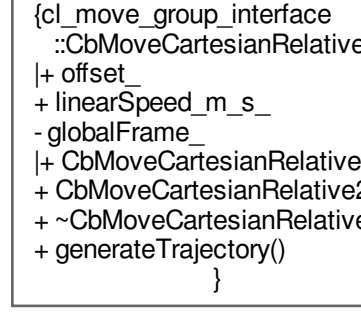 {cl_move_group_interface
::CbMoveCartesianRelative
|+ offset_
+ linearSpeed_m_s_
- globalFrame_
|+ CbMoveCartesianRelative
+ CbMoveCartesianRelative2
+ ~CbMoveCartesianRelative
+ generateTrajectory()
}